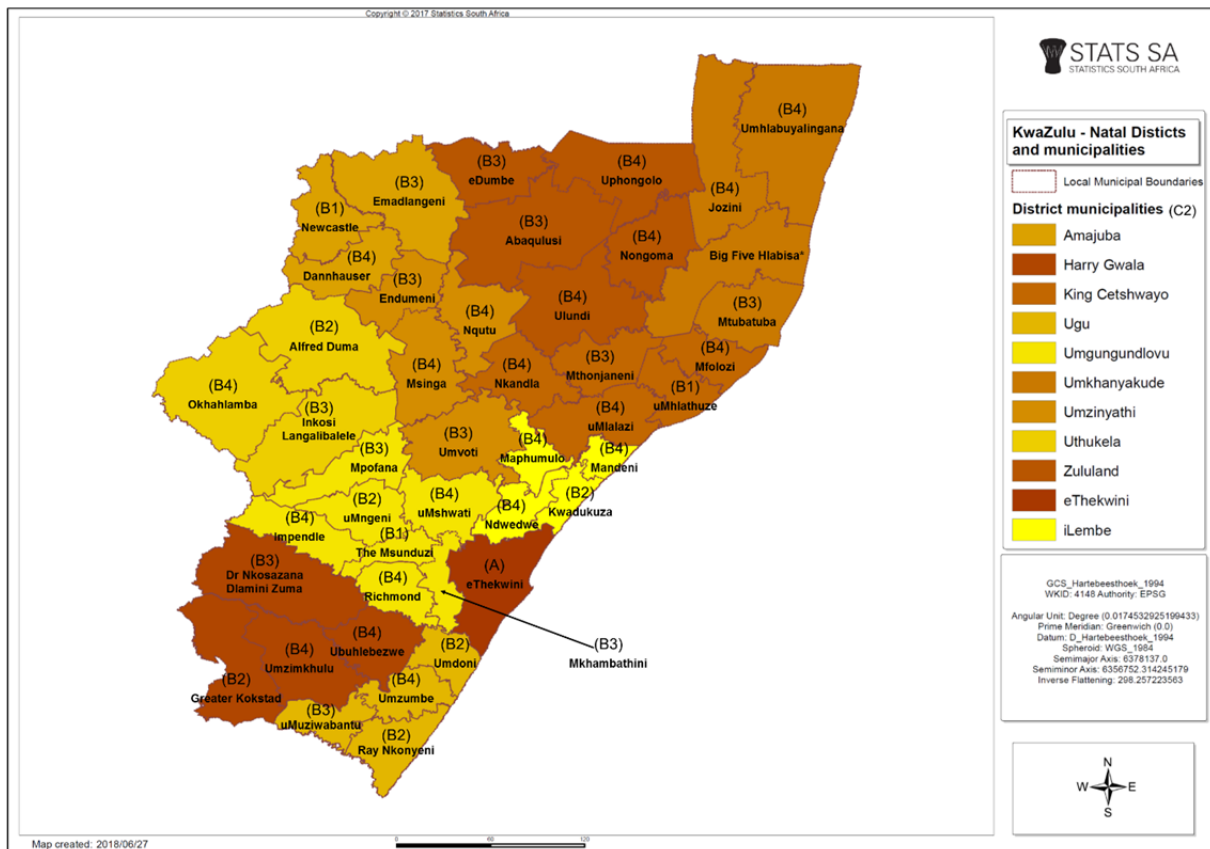 Copyright © 2017 Statistics South Africa
STATS SA
STATISTICS SOUTH AFRICA
KwaZulu - Natal Disticts
and municipalities
Local Municipal Boundaries
District municipalities (C2)
Amajuba
Harry Gwala
King Cetshwayo
Ugu
Umgungundlovu
Umkhanyakude
Umzinyathi
Uthukela
Zululand
eThekwini
iLembe
GCS_Hartebeesthoek_1994
WKID: 4148 Authority: EPSG
Angular Unit: Degree (0.0174532925199433)
Prime Meridian: Greenwich (0.0)
Datum: D_Hartebeesthoek_1994
Spheroid: WGS_1984
Semimajor Axis: 6378137.0
Semiminor Axis: 6356752.314245179
Inverse Flattening: 298.257223563
N
W E
S
(B4)
Umhlabuyalingana
(B3)
eDumbe
(B4)
Uphongolo
(B3)
Emadlangeni
(B4)
Jozini
(B1)
Newcastle
(B3)
Abaqulusi
(B4)
Nongoma
Big Five Hlabisa*
(B4)
Dannhauser
(B3)
Endumeni
(B4)
Ulundi
(B3)
Mtubatuba
(B4)
Nqutu
(B2)
Alfred Duma
(B4)
Msinga
(B4)
Nkandla
(B3)
Mthonjaneni
(B4)
Mfolozi
(B4)
Okhahlamba
(B1)
uMhlathuze
(B3)
Inkosi
Langalibalele
(B4)
uMlalazi
(B3)
Umvoti
(B4)
Maphumulo
(B4)
Mandeni
(B3)
Mpofana
(B2)
uMngeni
(B4)
uMshwati
(B2)
Kwadukuza
(B4)
Ndwedwe
(B4)
Impendle
(B1)
The Msunduzi
(B3)
Dr Nkosazana
Dlamini Zuma
(B4)
Richmond
(A)
eThekwini
(B3)
Mkhambathini
(B4)
Ubuhlebezwe
(B2)
Umdoni
(B4)
Umzimkhulu
(B4)
Umzumbe
(B2)
Greater Kokstad
(B3)
uMuziwabantu
(B2)
Ray Nkonyeni
Map created: 2018/06/27
0 60 120